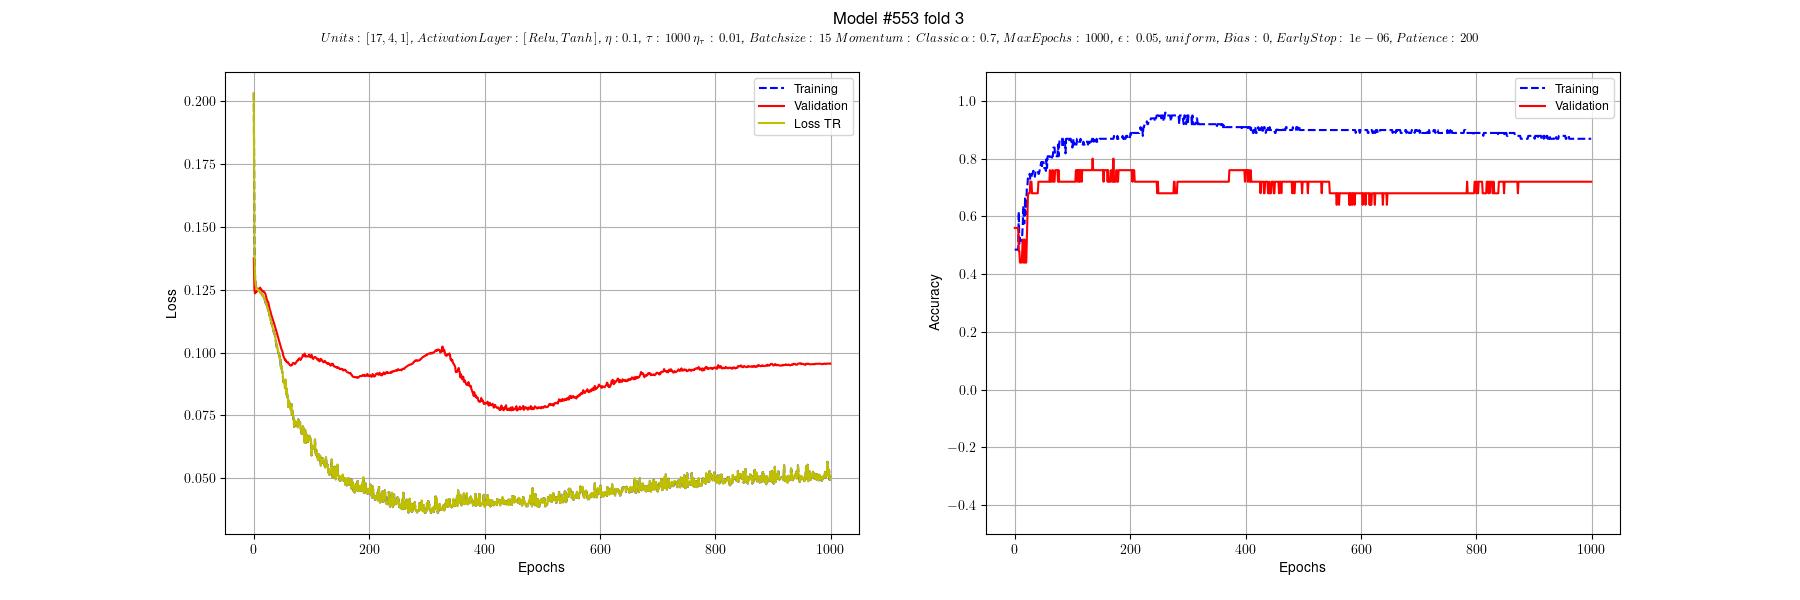 Model #553 fold 3
Units : [17, 4, 1], ActivationLayer : [Relu, Tanh], η : 0.1, τ : 1000 η_τ : 0.01, Batchsize : 15 Momentum : Classic α : 0.7, MaxEpochs : 1000, ϵ : 0.05, uniform, Bias : 0, EarlyStop : 1e − 06, Patience : 200
Loss
0.200
0.175
0.150
0.125
0.100
0.075
0.050
Training
Validation
Loss TR
0 200 400 600 800 1000
Epochs
Accuracy
1.0
0.8
0.6
0.4
0.2
0.0
−0.2
−0.4
Training
Validation
0 200 400 600 800 1000
Epochs